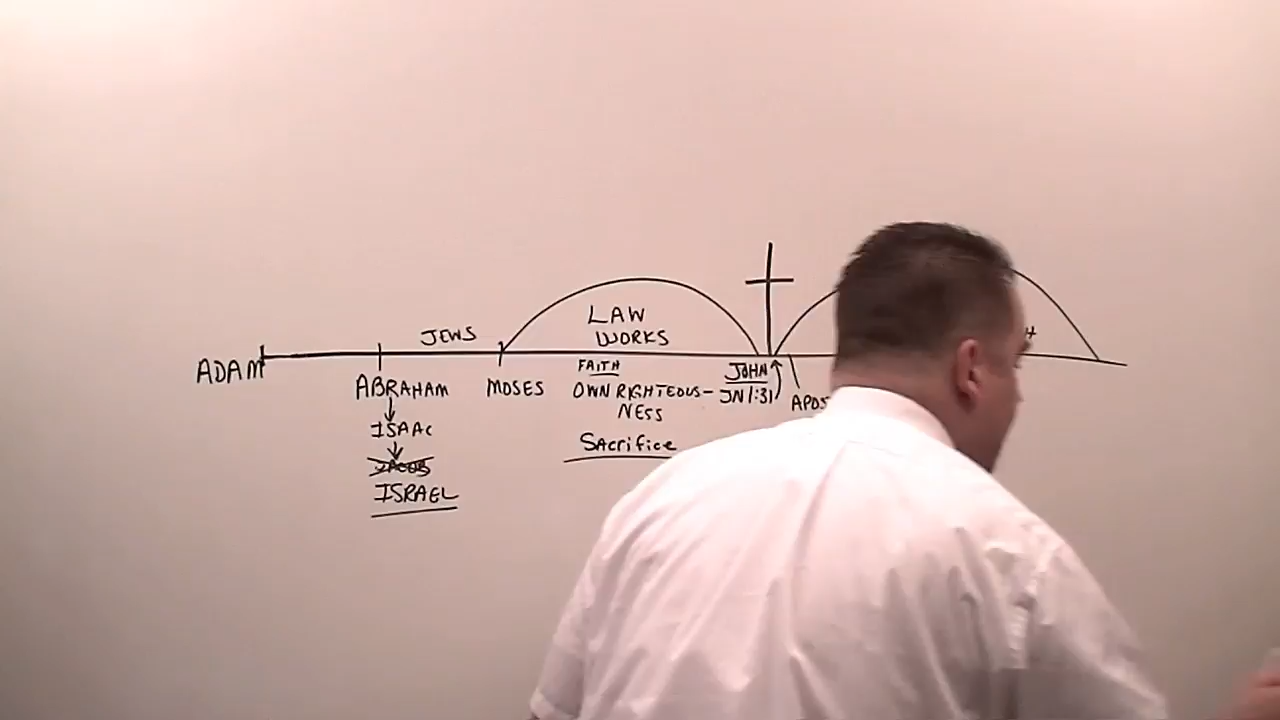 JEWS
LAW
WORKS
ADAM
ABRAHAM
ISAAC
JACOB
ISRAEL
MOSES
FAITH
OWN RIGHTEOUS-
NESS
Sacrifice
JOHN
JN 1:31
APOS